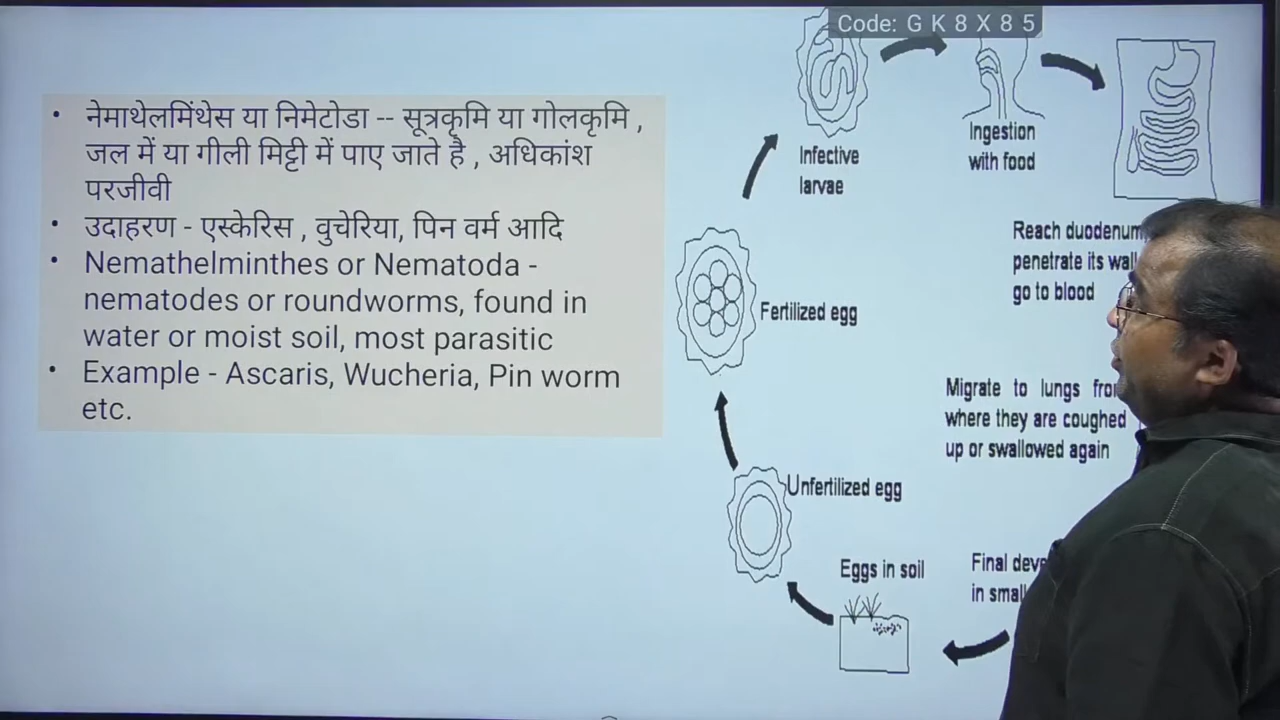 Code: G K 8 X 8 5
• नेमाथेलमिंथेस या निमेटोडा -- सूत्रकृमि या गोलकृमि ,
जल में या गीली मिट्टी में पाए जाते है , अधिकांश
परजीवी
• उदाहरण - एस्केरिस , वुचेरिया, पिन वर्म आदि
• Nemathelminthes or Nematoda -
nematodes or roundworms, found in
water or moist soil, most parasitic
• Example - Ascaris, Wucheria, Pin worm
etc.
Infective
larvae
Ingestion
with food
Reach duodenum
penetrate its wall
go to blood
Fertilized egg
Migrate to lungs
where they are coughed
up or swallowed again
Unfertilized egg
Eggs in soil
Final
in